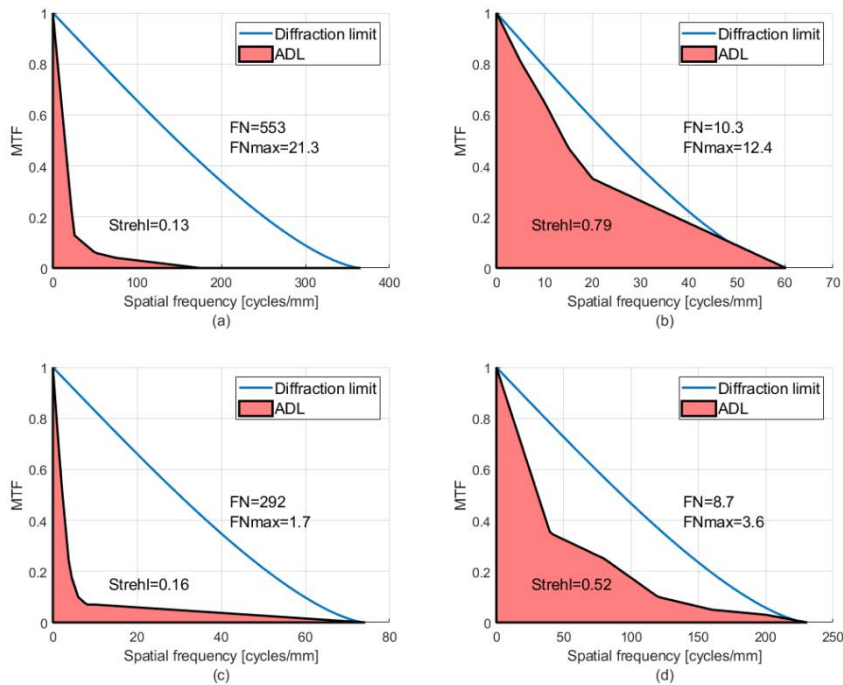 1
0.8
0.6
0.4
0.2
0
MTF
Diffraction limit
ADL
FN=553
FNmax=21.3
Strehl=0.13
0 100 200 300 400
Spatial frequency [cycles/mm]
(a)
1
0.8
0.6
0.4
0.2
0
MTF
Diffraction limit
ADL
FN=10.3
FNmax=12.4
Strehl=0.79
0 10 20 30 40 50 60 70
Spatial frequency [cycles/mm]
(b)
1
0.8
0.6
0.4
0.2
0
MTF
Diffraction limit
ADL
FN=292
FNmax=1.7
Strehl=0.16
0 20 40 60 80
Spatial frequency [cycles/mm]
(c)
1
0.8
0.6
0.4
0.2
0
MTF
Diffraction limit
ADL
FN=8.7
FNmax=3.6
Strehl=0.52
0 50 100 150 200 250
Spatial frequency [cycles/mm]
(d)